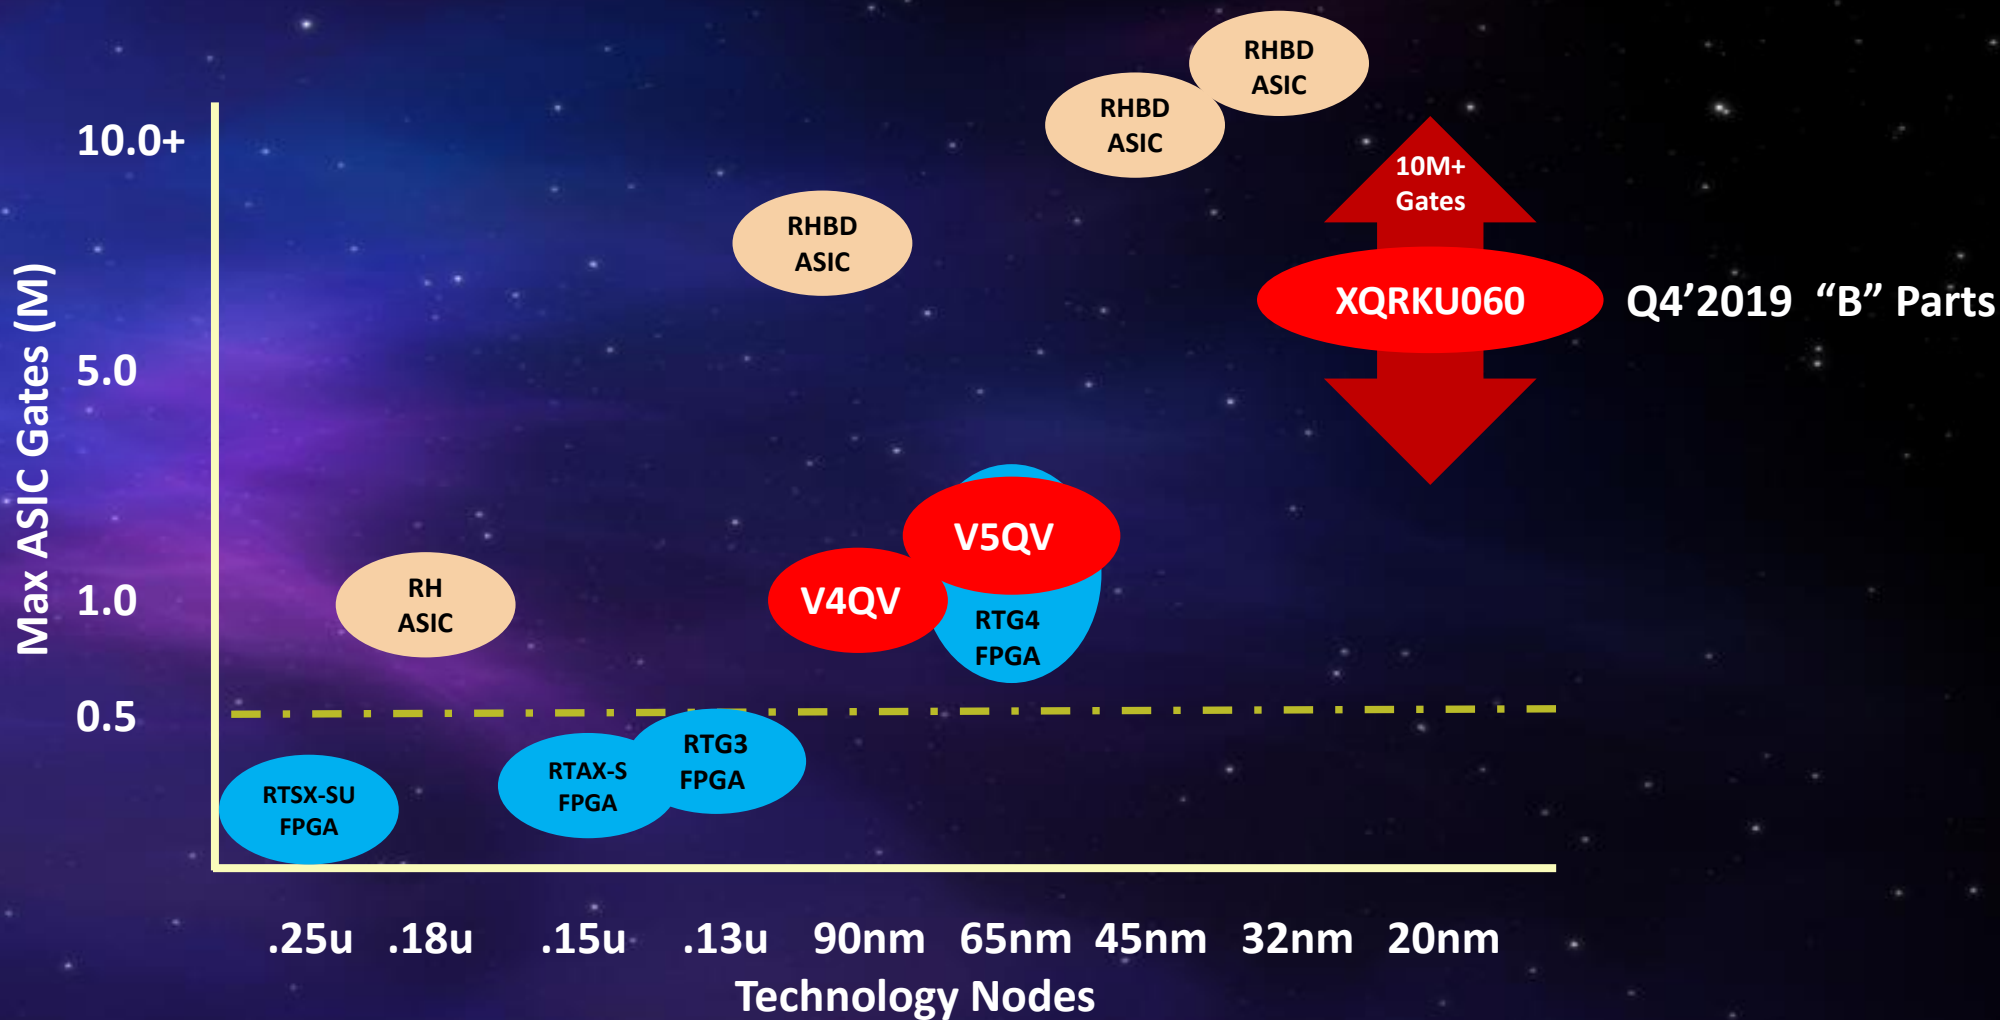 RHBD
ASIC
RHBD
ASIC
10.0+
10M+
Gates
RHBD
ASIC
XQRKU060
Q4’2019 “B” Parts
Max ASIC Gates (M)
5.0
V5QV
RH
ASIC
1.0
V4QV
RTG4
FPGA
0.5
RTG3
FPGA
RTAX-S
FPGA
RTSX-SU
FPGA
.25u .18u .15u .13u 90nm 65nm 45nm 32nm 20nm
Technology Nodes